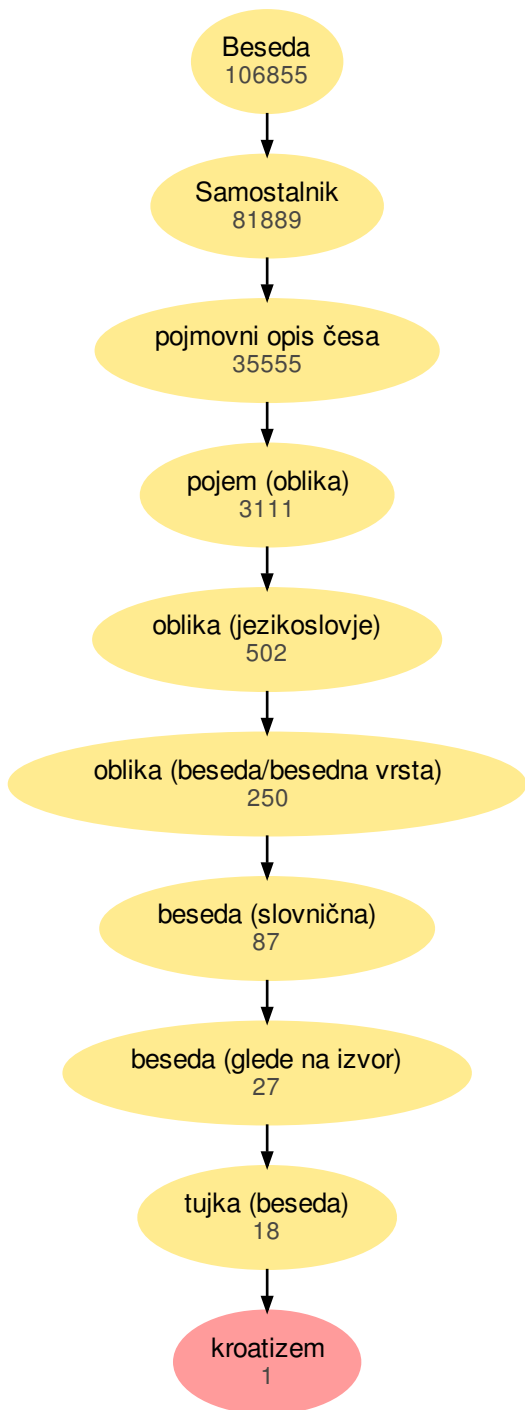 Beseda
106855
Samostalnik
81889
pojmovni opis česa
35555
pojem (oblika)
3111
oblika (jezikoslovje)
502
oblika (beseda/besedna vrsta)
250
beseda (slovnična)
87
beseda (glede na izvor)
27
tujka (beseda)
18
kroatizem
1